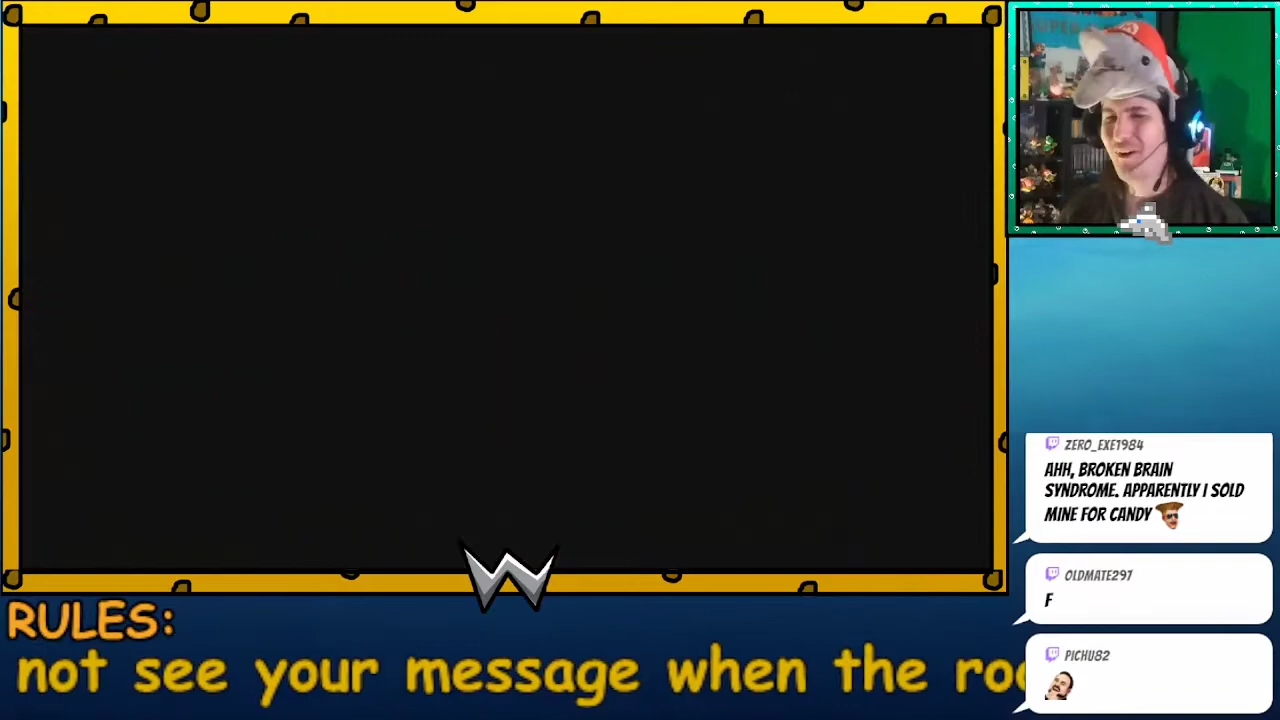 ZERO_EXE1984
AHH, BROKEN BRAIN
SYNDROME. APPARENTLY I SOLD
MINE FOR CANDY
OLDMATE297
F
PICHU82
RULES:
not see your message when the